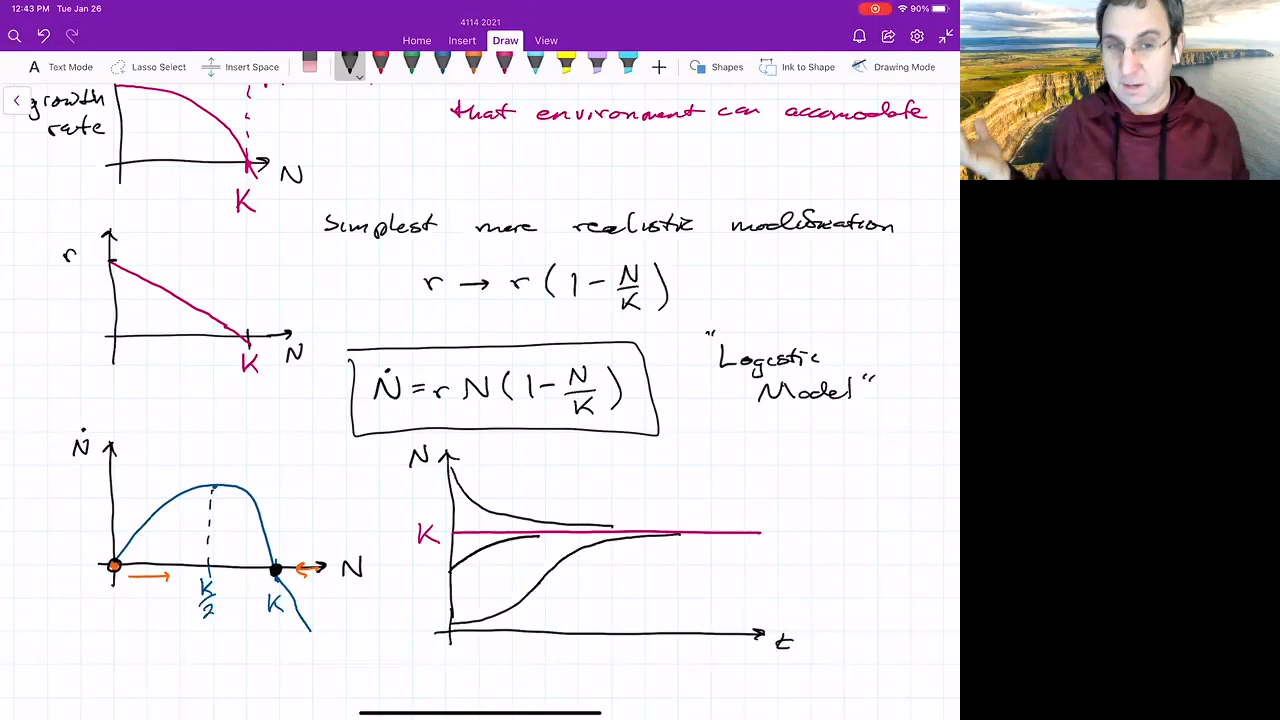 12:43 PM Tue Jan 26
90%
4114 2021
Home Insert Draw View
Text Mode Lasso Select Insert Space Shapes Ink to Shape Drawing Mode
growth
rate
that environment can accomodate
N
K
simplest more realistic modification
r
r → r ( 1 - N/K )
K N
Ṅ = r N ( 1 - N/K )
"Logestic
Model"
Ṅ
N
K
N
K/2 K
t